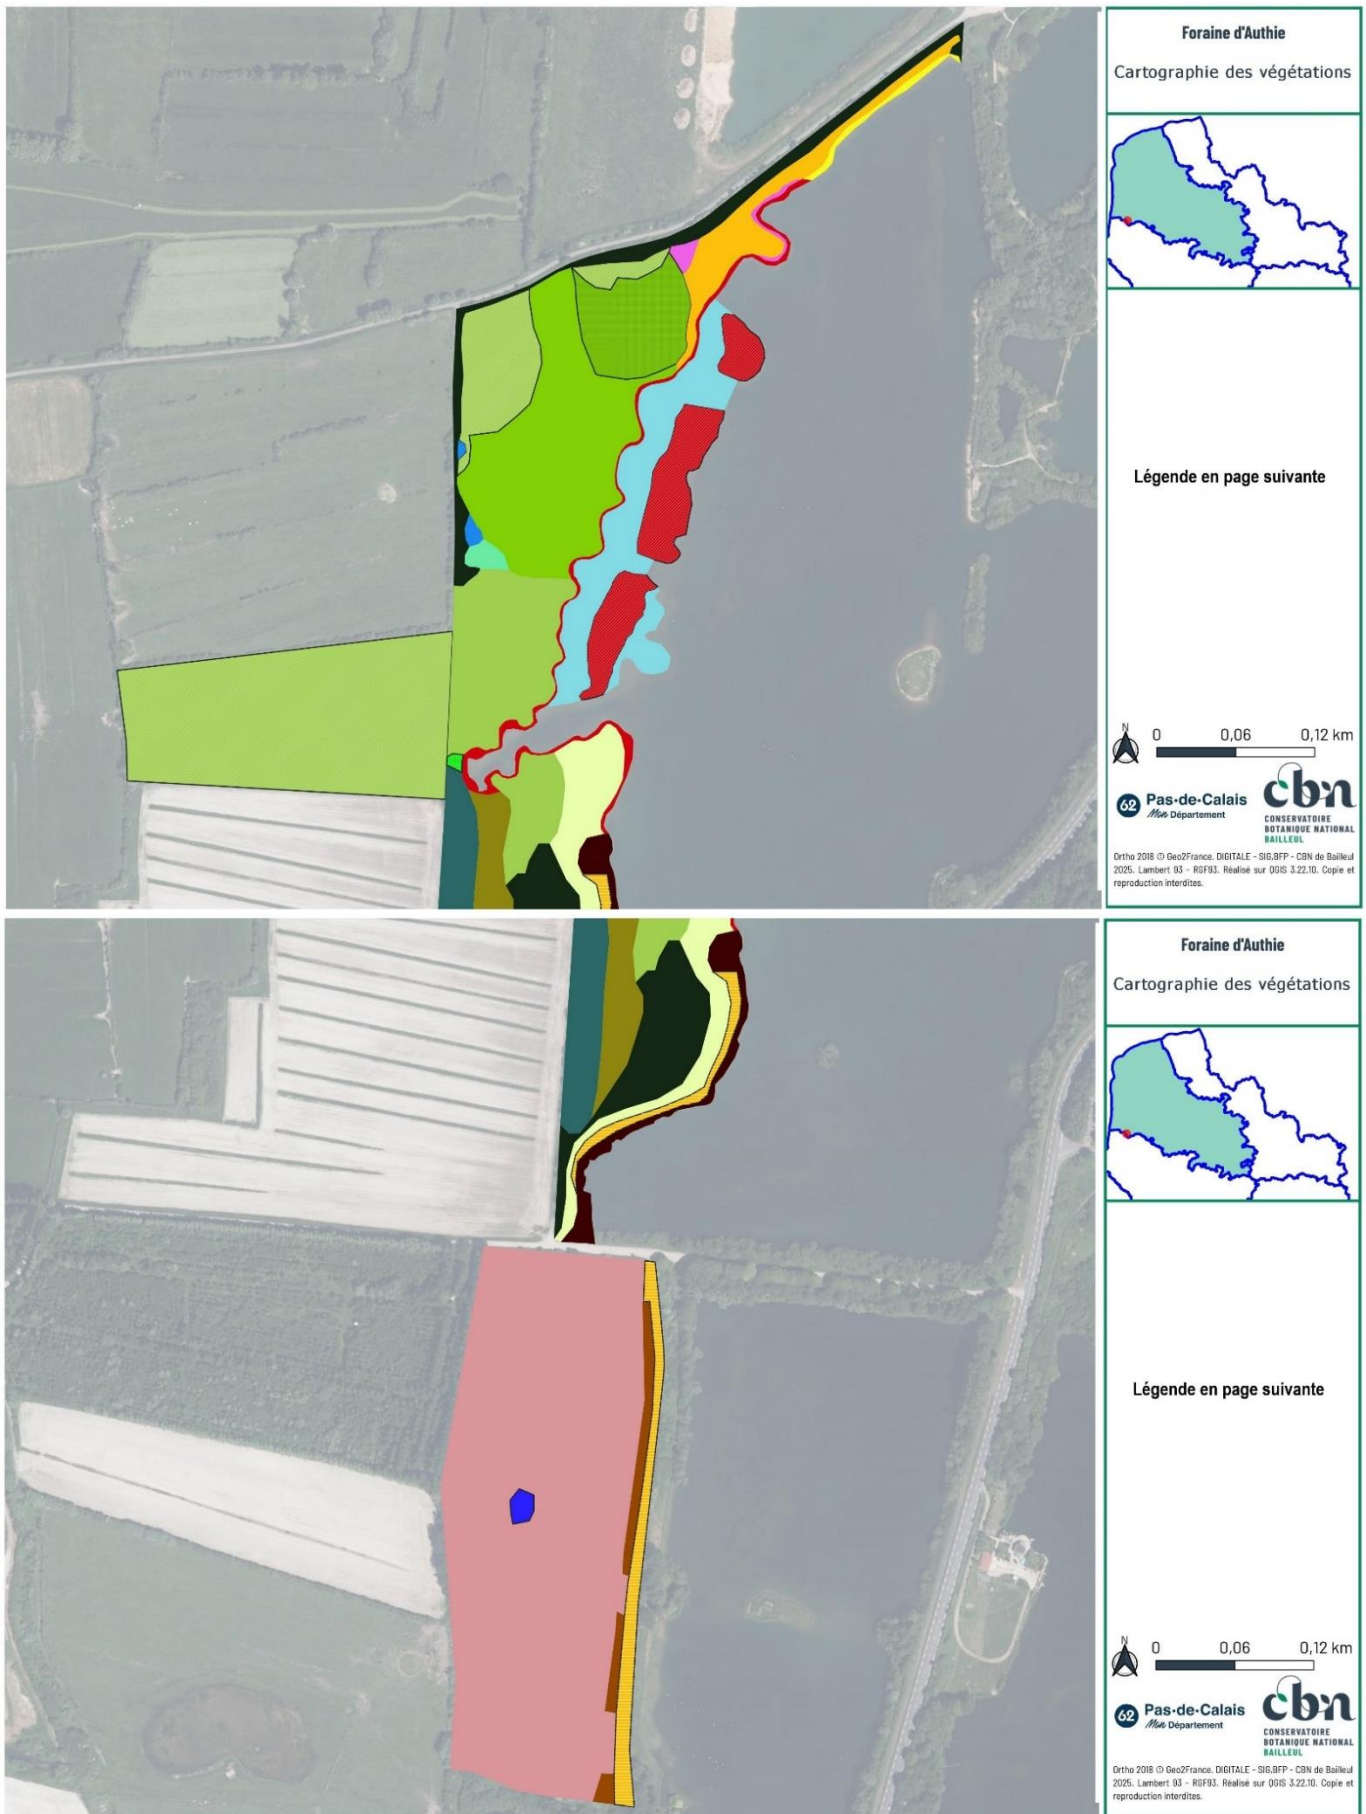 Foraine d'Authie
Cartographie des végétations
Légende en page suivante
N
0 0,06 0,12 km
62 Pas-de-Calais
Mon Département
cbn
CONSERVATOIRE
BOTANIQUE NATIONAL
BAILLEUL
Ortho 2018 © Geo2France. DIGITALE - SIG,BFP - CBN de Bailleul
2025. Lambert 93 - RGF93. Réalisé sur QGIS 3.22.10. Copie et
reproduction interdites.
Foraine d'Authie
Cartographie des végétations
Légende en page suivante
N
0 0,06 0,12 km
62 Pas-de-Calais
Mon Département
cbn
CONSERVATOIRE
BOTANIQUE NATIONAL
BAILLEUL
Ortho 2018 © Geo2France. DIGITALE - SIG,BFP - CBN de Bailleul
2025. Lambert 93 - RGF93. Réalisé sur QGIS 3.22.10. Copie et
reproduction interdites.